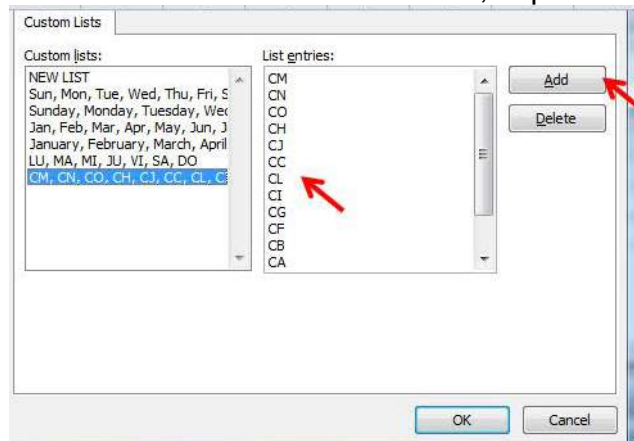 Custom Lists
Custom lists:
NEW LIST
Sun, Mon, Tue, Wed, Thu, Fri, S
Sunday, Monday, Tuesday, Wed
Jan, Feb, Mar, Apr, May, Jun, J
January, February, March, April
LU, MA, MI, JU, VI, SA, DO
CM, CN, CO, CH, CJ, CC, CL, C
List entries:
CM
CN
CO
CH
CJ
CC
CL
CI
CG
CF
CB
CA
Add
Delete
OK
Cancel